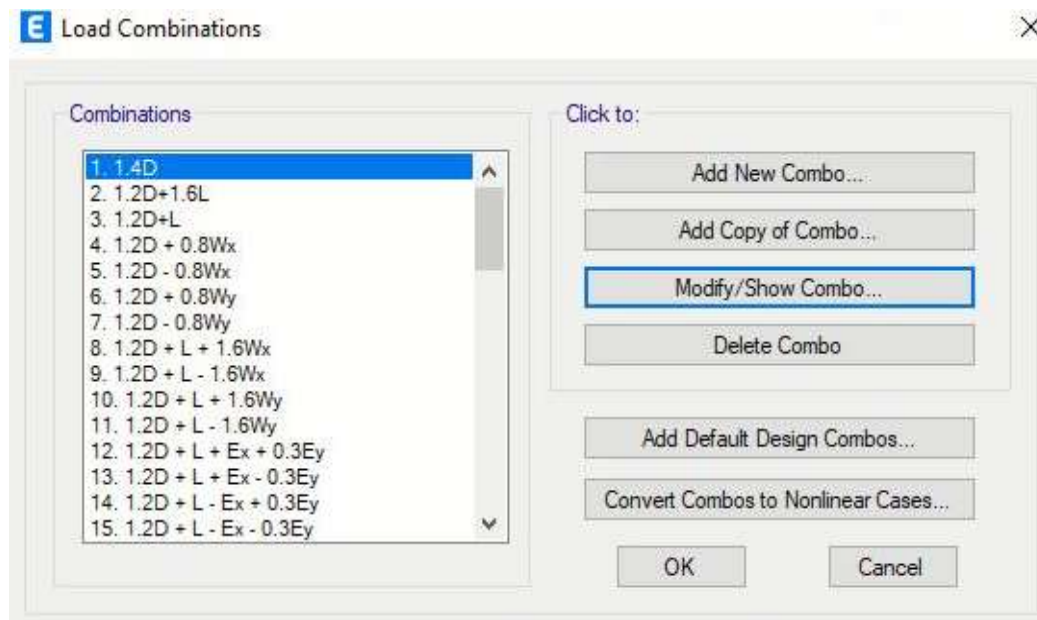 E Load Combinations
Combinations
1. 1.4D
2. 1.2D+1.6L
3. 1.2D+L
4. 1.2D + 0.8Wx
5. 1.2D - 0.8Wx
6. 1.2D + 0.8Wy
7. 1.2D - 0.8Wy
8. 1.2D + L + 1.6Wx
9. 1.2D + L - 1.6Wx
10. 1.2D + L + 1.6Wy
11. 1.2D + L - 1.6Wy
12. 1.2D + L + Ex + 0.3Ey
13. 1.2D + L + Ex - 0.3Ey
14. 1.2D + L - Ex + 0.3Ey
15. 1.2D + L - Ex - 0.3Ey
Click to:
Add New Combo...
Add Copy of Combo...
Modify/Show Combo...
Delete Combo
Add Default Design Combos...
Convert Combos to Nonlinear Cases...
OK
Cancel